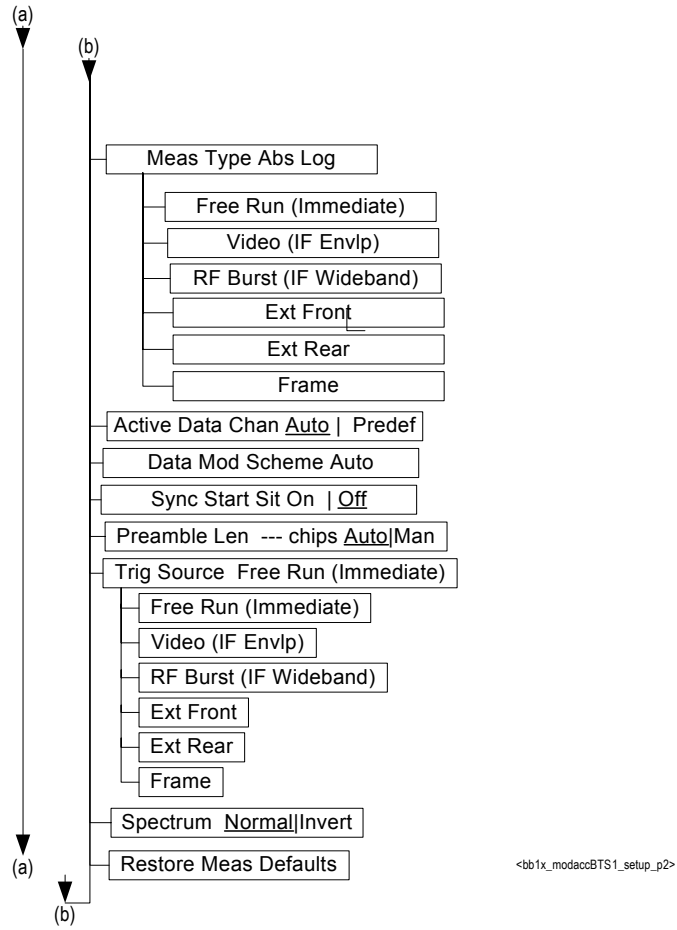 (a)
(b)
Meas Type Abs Log
Free Run (Immediate)
Video (IF Envlp)
RF Burst (IF Wideband)
Ext Front
Ext Rear
Frame
Active Data Chan Auto | Predef
Data Mod Scheme Auto
Sync Start Sit On | Off
Preamble Len --- chips Auto|Man
Trig Source Free Run (Immediate)
Free Run (Immediate)
Video (IF Envlp)
RF Burst (IF Wideband)
Ext Front
Ext Rear
Frame
Spectrum Normal|Invert
Restore Meas Defaults
<bb1x_modaccBTS1_setup_p2>
(a)
(b)